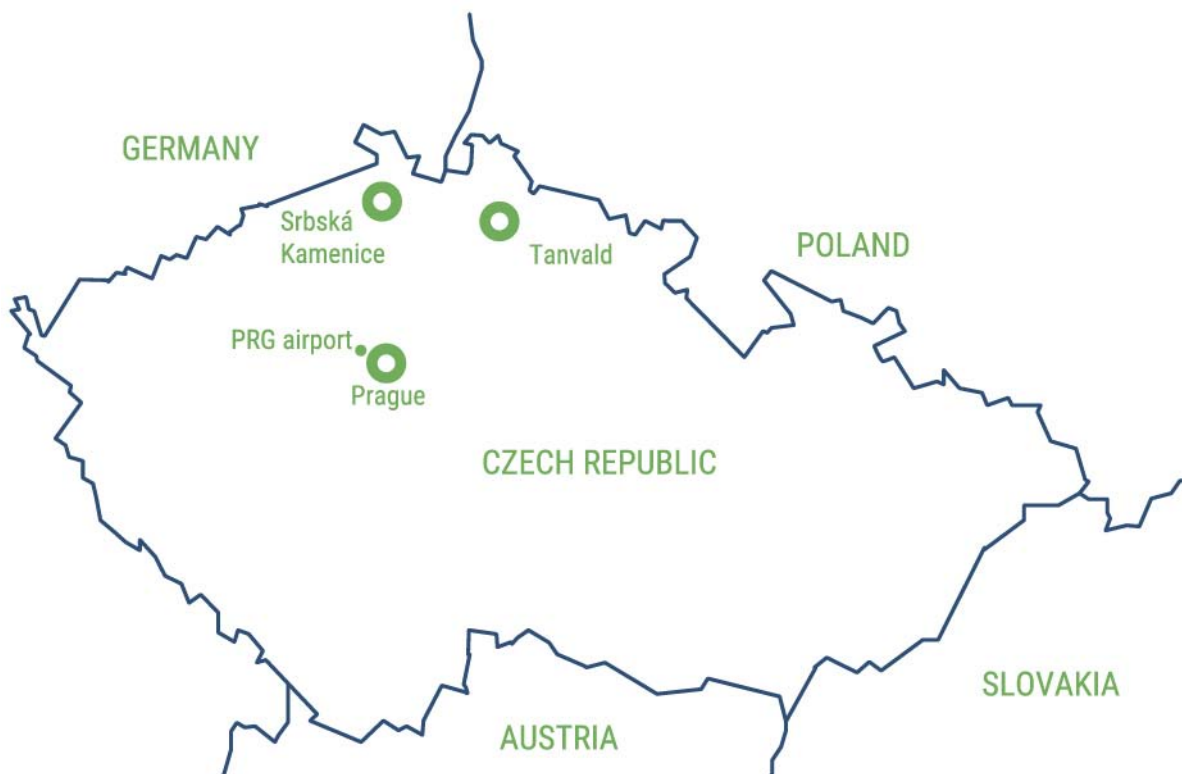 GERMANY
Srbská
Kamenice
Tanvald
POLAND
PRG airport
Prague
CZECH REPUBLIC
SLOVAKIA
AUSTRIA